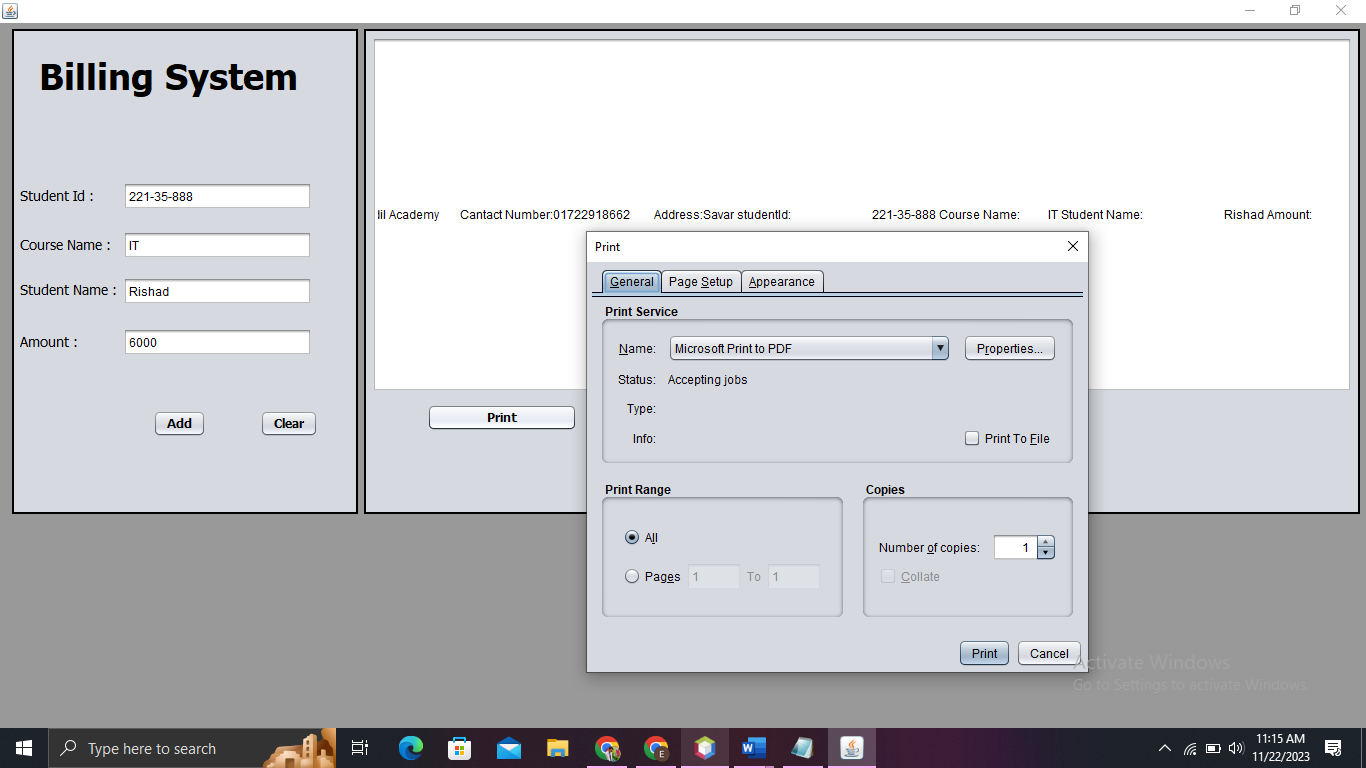 Billing System
Student Id :
221-35-888
Course Name :
IT
Student Name :
Rishad
Amount :
6000
Add
Clear
lil Academy Cantact Number:01722918662 Address:Savar studentId: 221-35-888 Course Name: IT Student Name: Rishad Amount:
Print
Print
General Page Setup Appearance
Print Service
Name: Microsoft Print to PDF Properties...
Status: Accepting jobs
Type:
Info:
Print To File
Print Range
All
Pages 1 To 1
Copies
Number of copies: 1
Collate
Print Cancel
Activate Windows
Go to Settings to activate Windows.
Type here to search
11:15 AM
11/22/2023